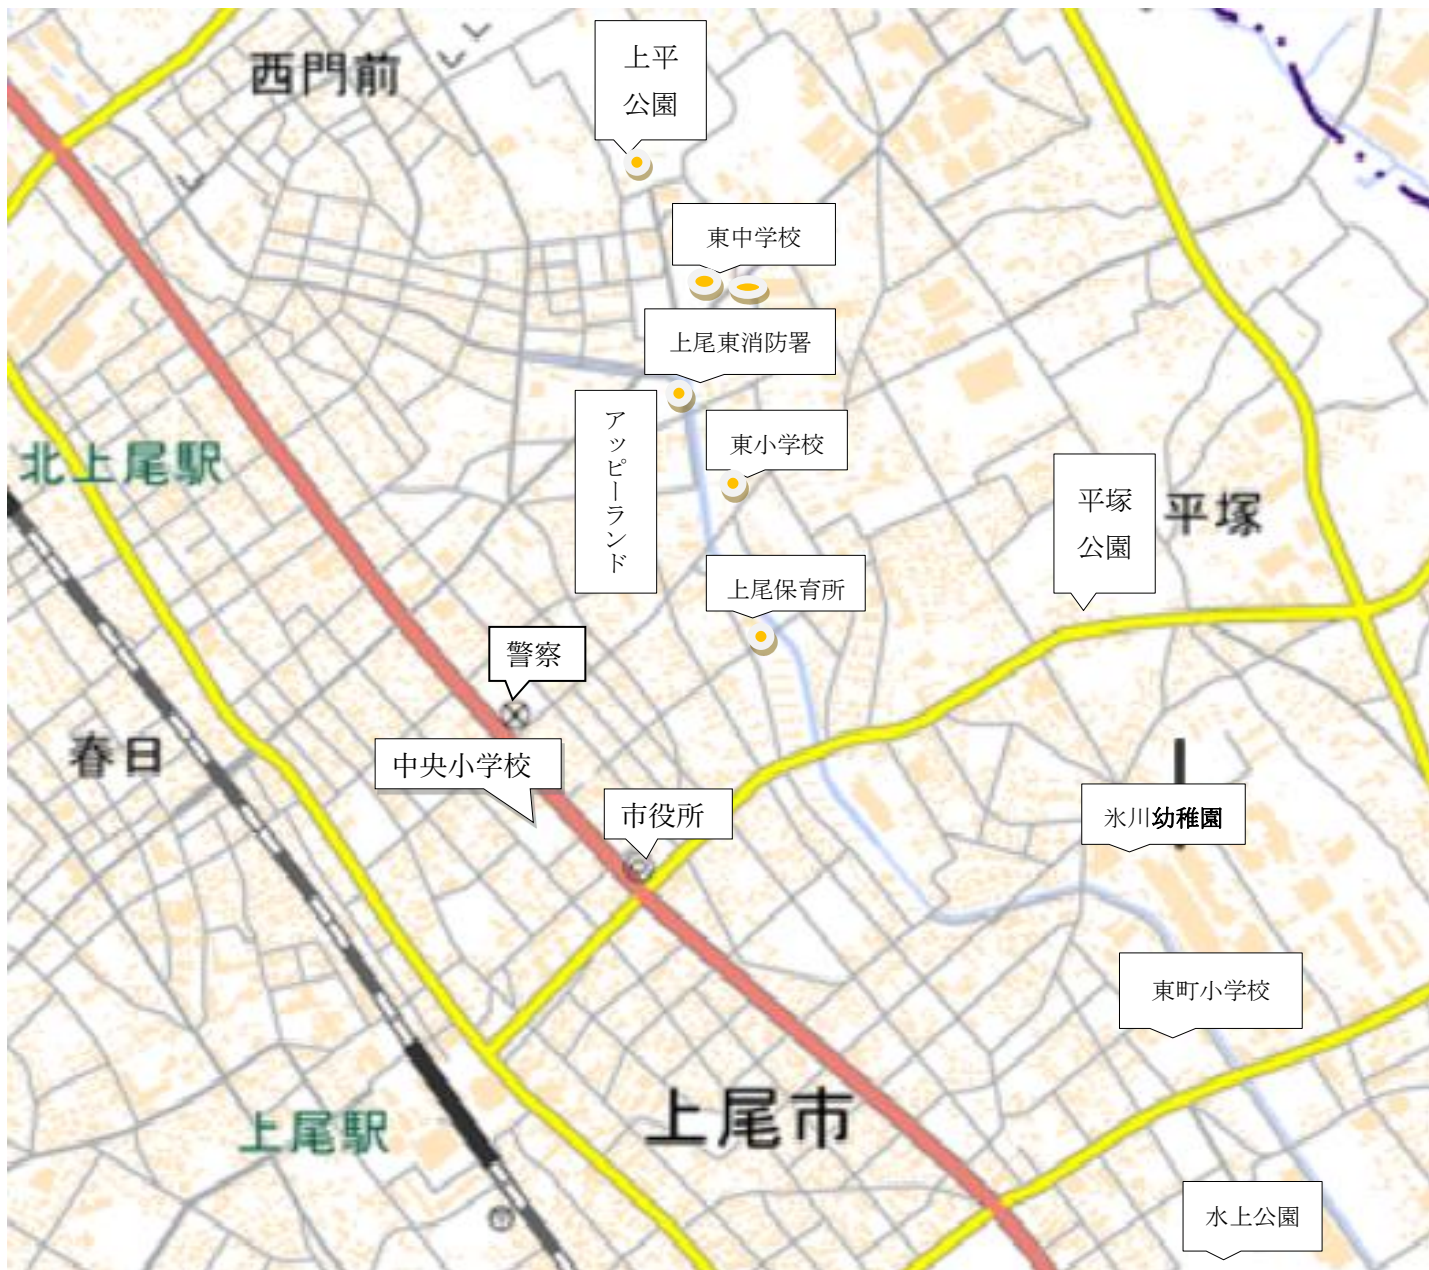 西門前
上平
公園
東中学校
上尾東消防署
アッピーランド
東小学校
北上尾駅
平塚
公園
平塚
上尾保育所
警察
春日
中央小学校
市役所
氷川幼稚園
東町小学校
上尾市
上尾駅
水上公園